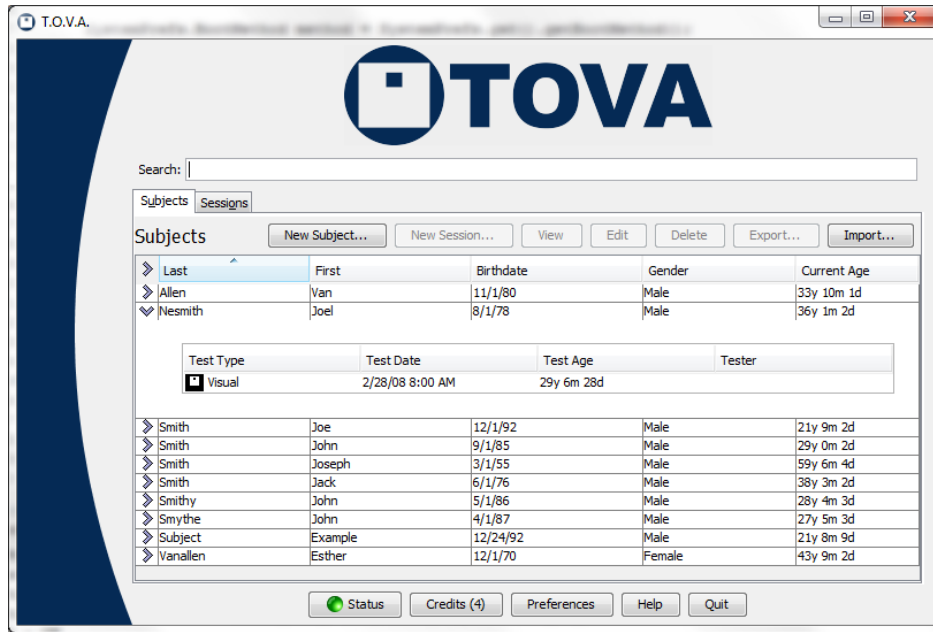 T.O.V.A.
TOVA
Search:
Subjects Sessions
Subjects New Subject... New Session... View Edit Delete Export... Import...
Last First Birthdate Gender Current Age
Allen Van 11/1/80 Male 33y 10m 1d
Nesmith Joel 8/1/78 Male 36y 1m 2d
Test Type Test Date Test Age Tester
Visual 2/28/08 8:00 AM 29y 6m 28d
Smith Joe 12/1/92 Male 21y 9m 2d
Smith John 9/1/85 Male 29y 0m 2d
Smith Joseph 3/1/55 Male 59y 6m 4d
Smith Jack 6/1/76 Male 38y 3m 2d
Smithy John 5/1/86 Male 28y 4m 3d
Smythe John 4/1/87 Male 27y 5m 3d
Subject Example 12/24/92 Male 21y 8m 9d
Vanallen Esther 12/1/70 Female 43y 9m 2d
Status Credits (4) Preferences Help Quit